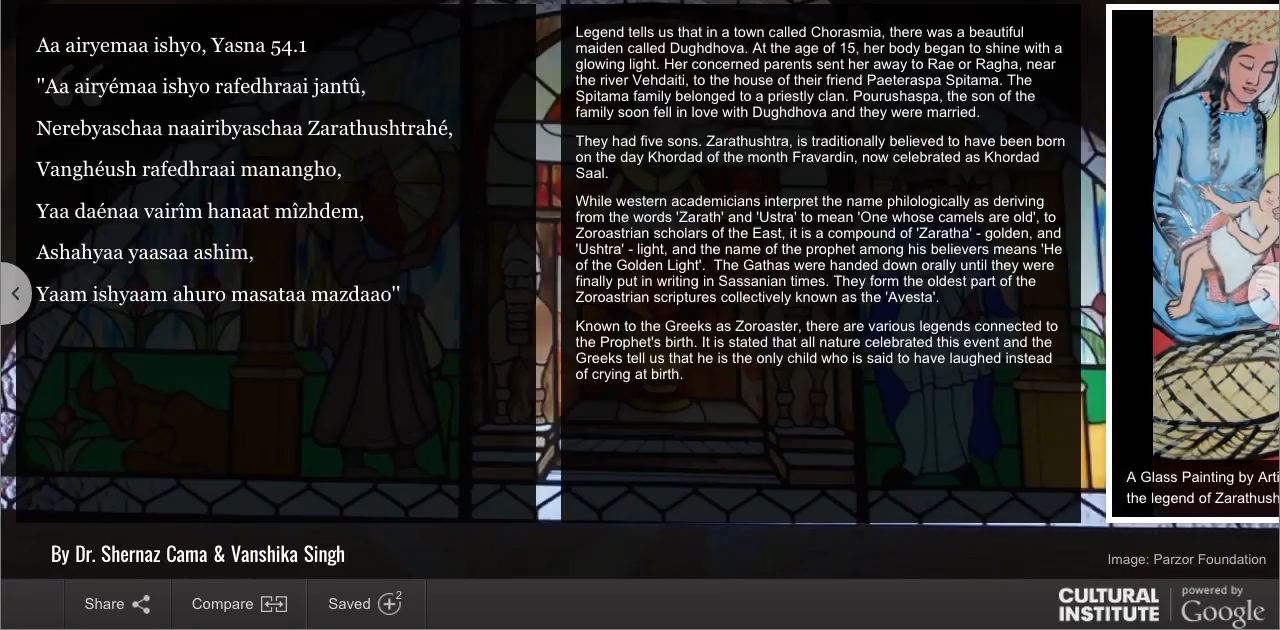 Aa airyemaa ishyo, Yasna 54.1
"Aa airyémaa ishyo rafedhraai jantû,
Nerebyaschaa naairibyaschaa Zarathushtrahé,
Vanghéush rafedhraai manangho,
Yaa daénaa vairîm hanaat mîzhdem,
Ashahyaa yaasaa ashim,
Yaam ishyaam ahuro masataa mazdaao"
Legend tells us that in a town called Chorasmia, there was a beautiful
maiden called Dughdhova. At the age of 15, her body began to shine with a
glowing light. Her concerned parents sent her away to Rae or Ragha, near
the river Vehdaiti, to the house of their friend Paeteraspa Spitama. The
Spitama family belonged to a priestly clan. Pourushaspa, the son of the
family soon fell in love with Dughdhova and they were married.
They had five sons. Zarathushtra, is traditionally believed to have been born
on the day Khordad of the month Fravardin, now celebrated as Khordad
Saal.
While western academicians interpret the name philologically as deriving
from the words 'Zarath' and 'Ustra' to mean 'One whose camels are old', to
Zoroastrian scholars of the East, it is a compound of 'Zaratha' - golden, and
'Ushtra' - light, and the name of the prophet among his believers means 'He
of the Golden Light'.  The Gathas were handed down orally until they were
finally put in writing in Sassanian times. They form the oldest part of the
Zoroastrian scriptures collectively known as the 'Avesta'.
Known to the Greeks as Zoroaster, there are various legends connected to
the Prophet's birth. It is stated that all nature celebrated this event and the
Greeks tell us that he is the only child who is said to have laughed instead
of crying at birth.
A Glass Painting by Arti
the legend of Zarathush
By Dr. Shernaz Cama & Vanshika Singh
Image: Parzor Foundation
Share
Compare
Saved 2
CULTURAL
INSTITUTE
powered by
Google